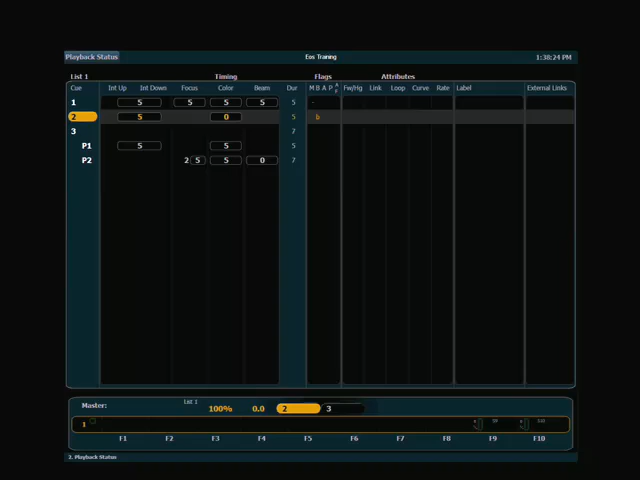 Playback Status Eos Training 1:38:24 PM
List 1 Timing Flags Attributes
Cue Int Up Int Down Focus Color Beam Dur M B A P A F Fw/Hg Link Loop Curve Rate Label External Links
1 5 5 5 5 5 -
2 5 0 5 b
3 7
P1 5 5 5
P2 2 5 5 0 7
Master: List 1 100% 0.0 2 3
1
F1 F2 F3 F4 F5 F6 F7 F8 F9 F10
2. Playback Status